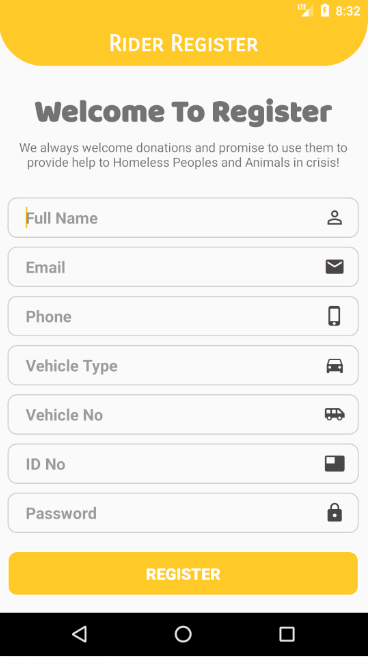 LTE 8:32
Rider Register
Welcome To Register
We always welcome donations and promise to use them to
provide help to Homeless Peoples and Animals in crisis!
Full Name
Email
Phone
Vehicle Type
Vehicle No
ID No
Password
REGISTER